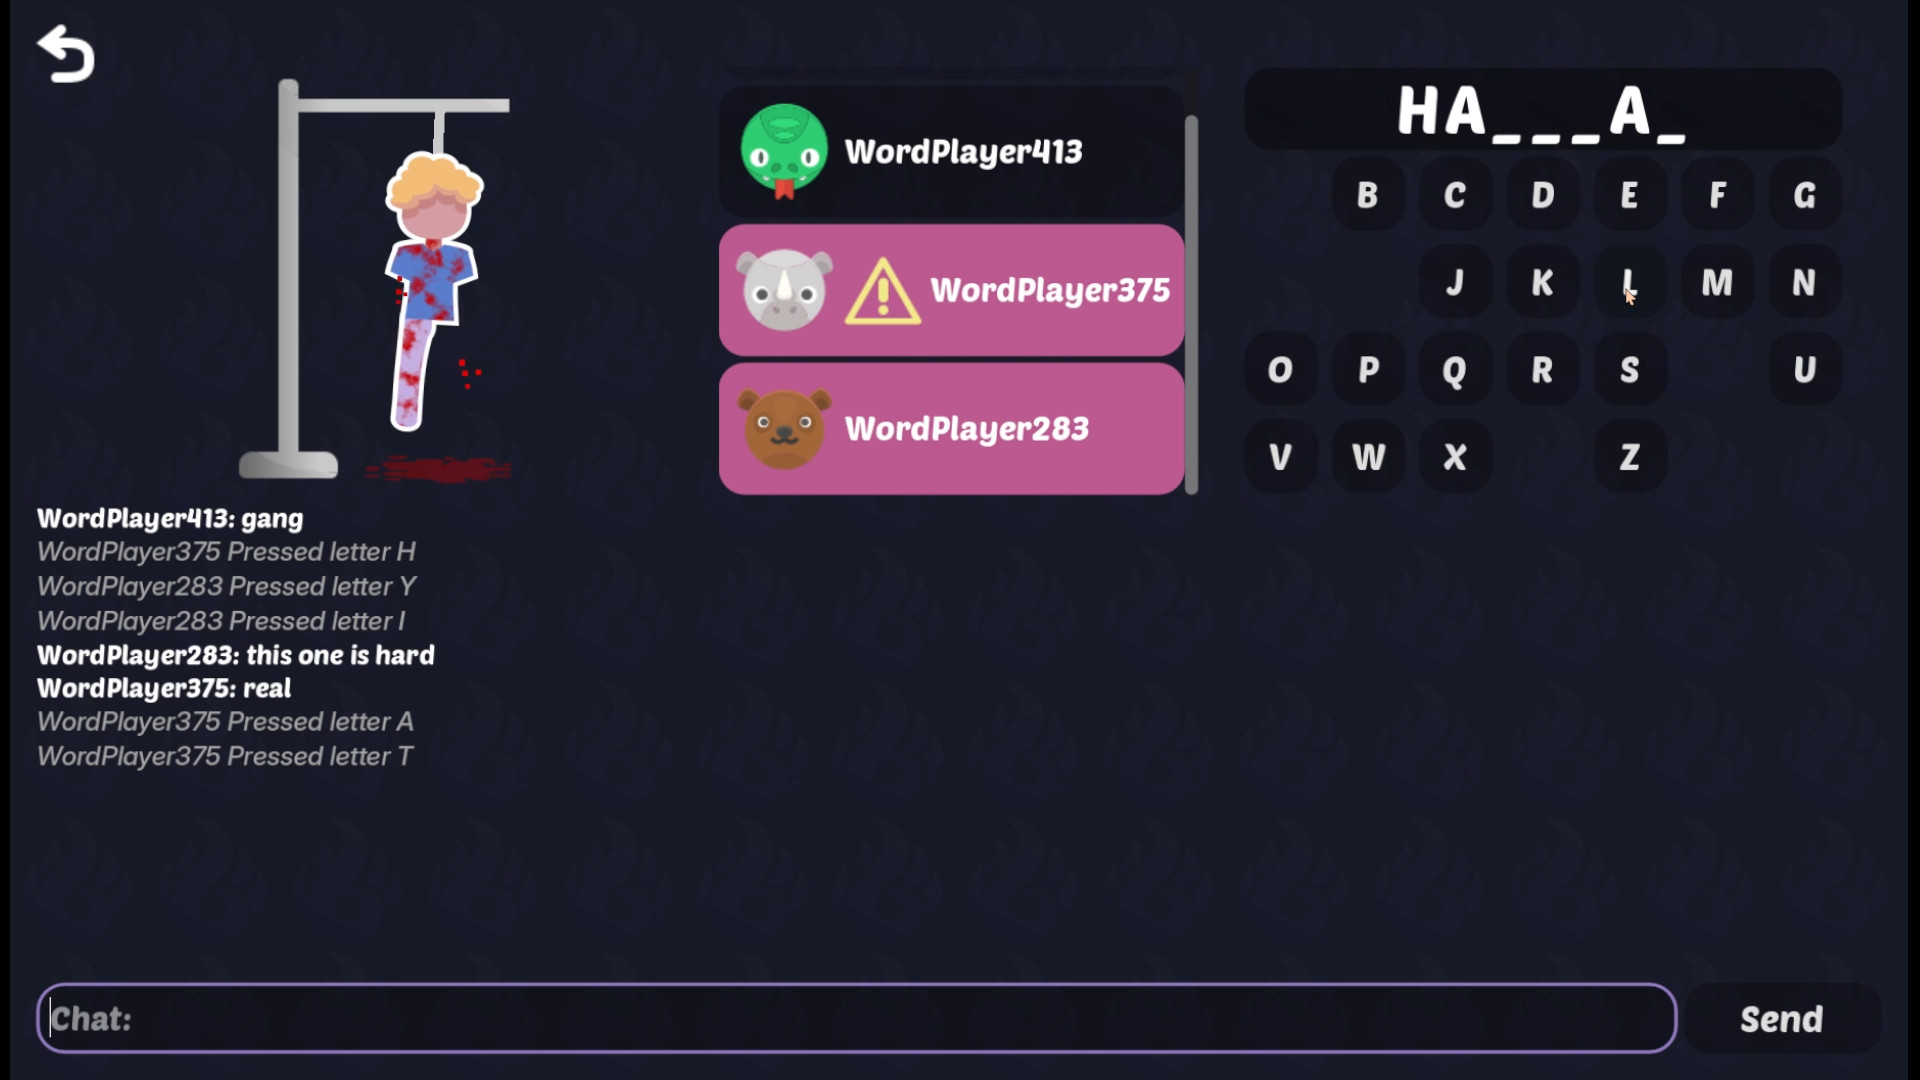 WordPlayer413
WordPlayer375
WordPlayer283
HA___A_
B C D E F G
J K L M N
O P Q R S U
V W X Z
WordPlayer413: gang
WordPlayer375 Pressed letter H
WordPlayer283 Pressed letter Y
WordPlayer283 Pressed letter I
WordPlayer283: this one is hard
WordPlayer375: real
WordPlayer375 Pressed letter A
WordPlayer375 Pressed letter T
Chat:
Send